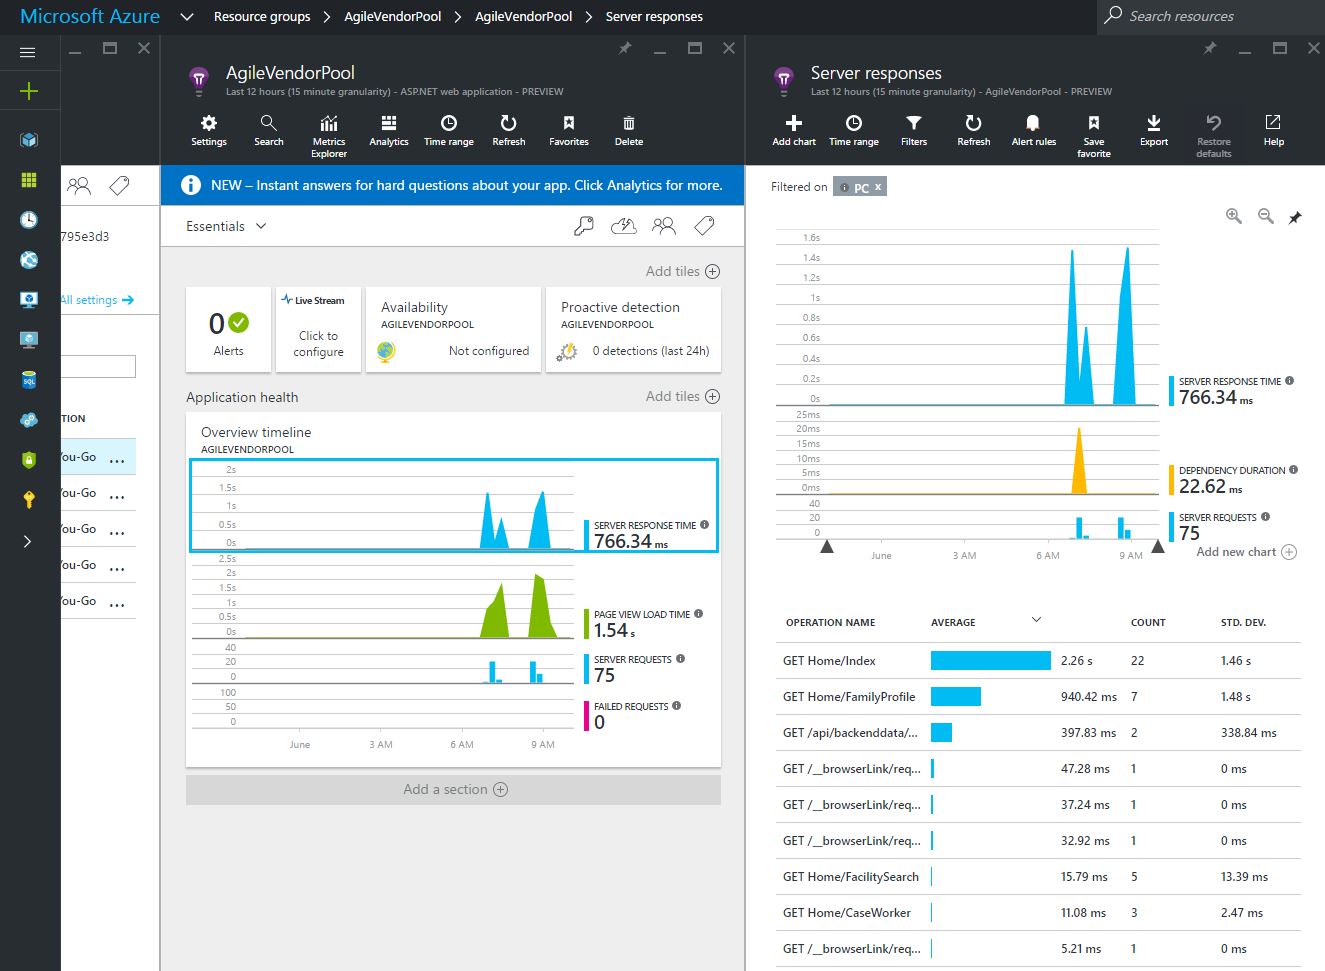 Microsoft Azure
Resource groups > AgileVendorPool > AgileVendorPool > Server responses
Search resources
795e3d3
All settings →
TION
You-Go ...
You-Go ...
You-Go ...
You-Go ...
You-Go ...
AgileVendorPool
Last 12 hours (15 minute granularity) - ASP.NET web application - PREVIEW
Settings
Search
Metrics Explorer
Analytics
Time range
Refresh
Favorites
Delete
NEW – Instant answers for hard questions about your app. Click Analytics for more.
Essentials
Add tiles
0
Alerts
Live Stream
Click to
configure
Availability
AGILEVENDORPOOL
Not configured
Proactive detection
AGILEVENDORPOOL
0 detections (last 24h)
Application health
Add tiles
Overview timeline
AGILEVENDORPOOL
2s
1.5s
1s
0.5s
0s
SERVER RESPONSE TIME
766.34 ms
2.5s
2s
1.5s
1s
0.5s
0s
PAGE VIEW LOAD TIME
1.54 s
40
20
0
SERVER REQUESTS
75
100
50
0
FAILED REQUESTS
0
June 3 AM 6 AM 9 AM
Add a section
Server responses
Last 12 hours (15 minute granularity) - AgileVendorPool - PREVIEW
Add chart
Time range
Filters
Refresh
Alert rules
Save favorite
Export
Restore defaults
Help
Filtered on PC x
1.6s
1.4s
1.2s
1s
0.8s
0.6s
0.4s
0.2s
0s
SERVER RESPONSE TIME
766.34 ms
25ms
20ms
15ms
10ms
5ms
0ms
DEPENDENCY DURATION
22.62 ms
40
20
0
SERVER REQUESTS
75
June 3 AM 6 AM 9 AM
Add new chart
OPERATION NAME AVERAGE COUNT STD. DEV.
GET Home/Index 2.26 s 22 1.46 s
GET Home/FamilyProfile 940.42 ms 7 1.48 s
GET /api/backenddata/... 397.83 ms 2 338.84 ms
GET /__browserLink/req... 47.28 ms 1 0 ms
GET /__browserLink/req... 37.24 ms 1 0 ms
GET /__browserLink/req... 32.92 ms 1 0 ms
GET Home/FacilitySearch 15.79 ms 5 13.39 ms
GET Home/CaseWorker 11.08 ms 3 2.47 ms
GET /__browserLink/req... 5.21 ms 1 0 ms